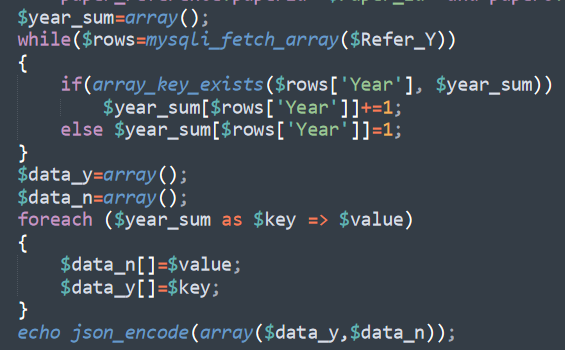 $year_sum=array();
while($rows=mysqli_fetch_array($Refer_Y))
{
    if(array_key_exists($rows['Year'], $year_sum))
        $year_sum[$rows['Year']]+=1;
    else $year_sum[$rows['Year']]=1;
}
$data_y=array();
$data_n=array();
foreach ($year_sum as $key => $value)
{
    $data_n[]=$value;
    $data_y[]=$key;
}
echo json_encode(array($data_y,$data_n));